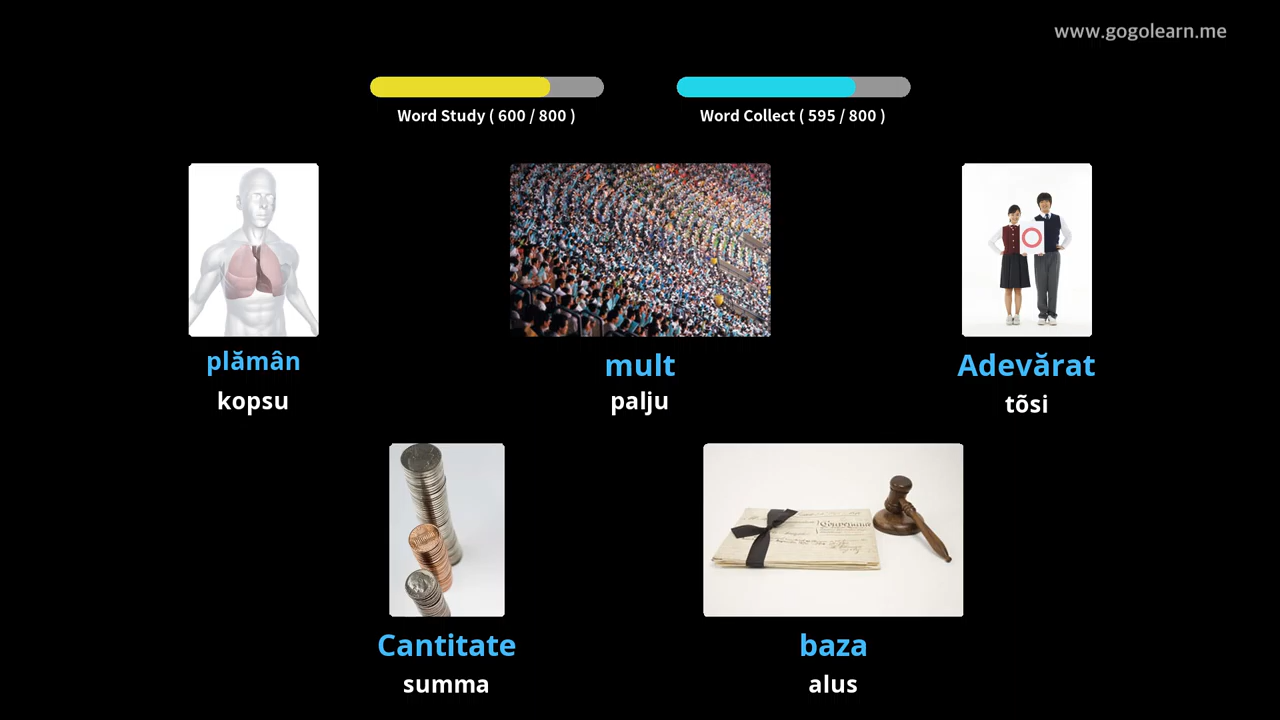 www.gogolearn.me
Word Study ( 600 / 800 )
Word Collect ( 595 / 800 )
plămân
kopsu
mult
palju
Adevărat
tõsi
Cantitate
summa
baza
alus